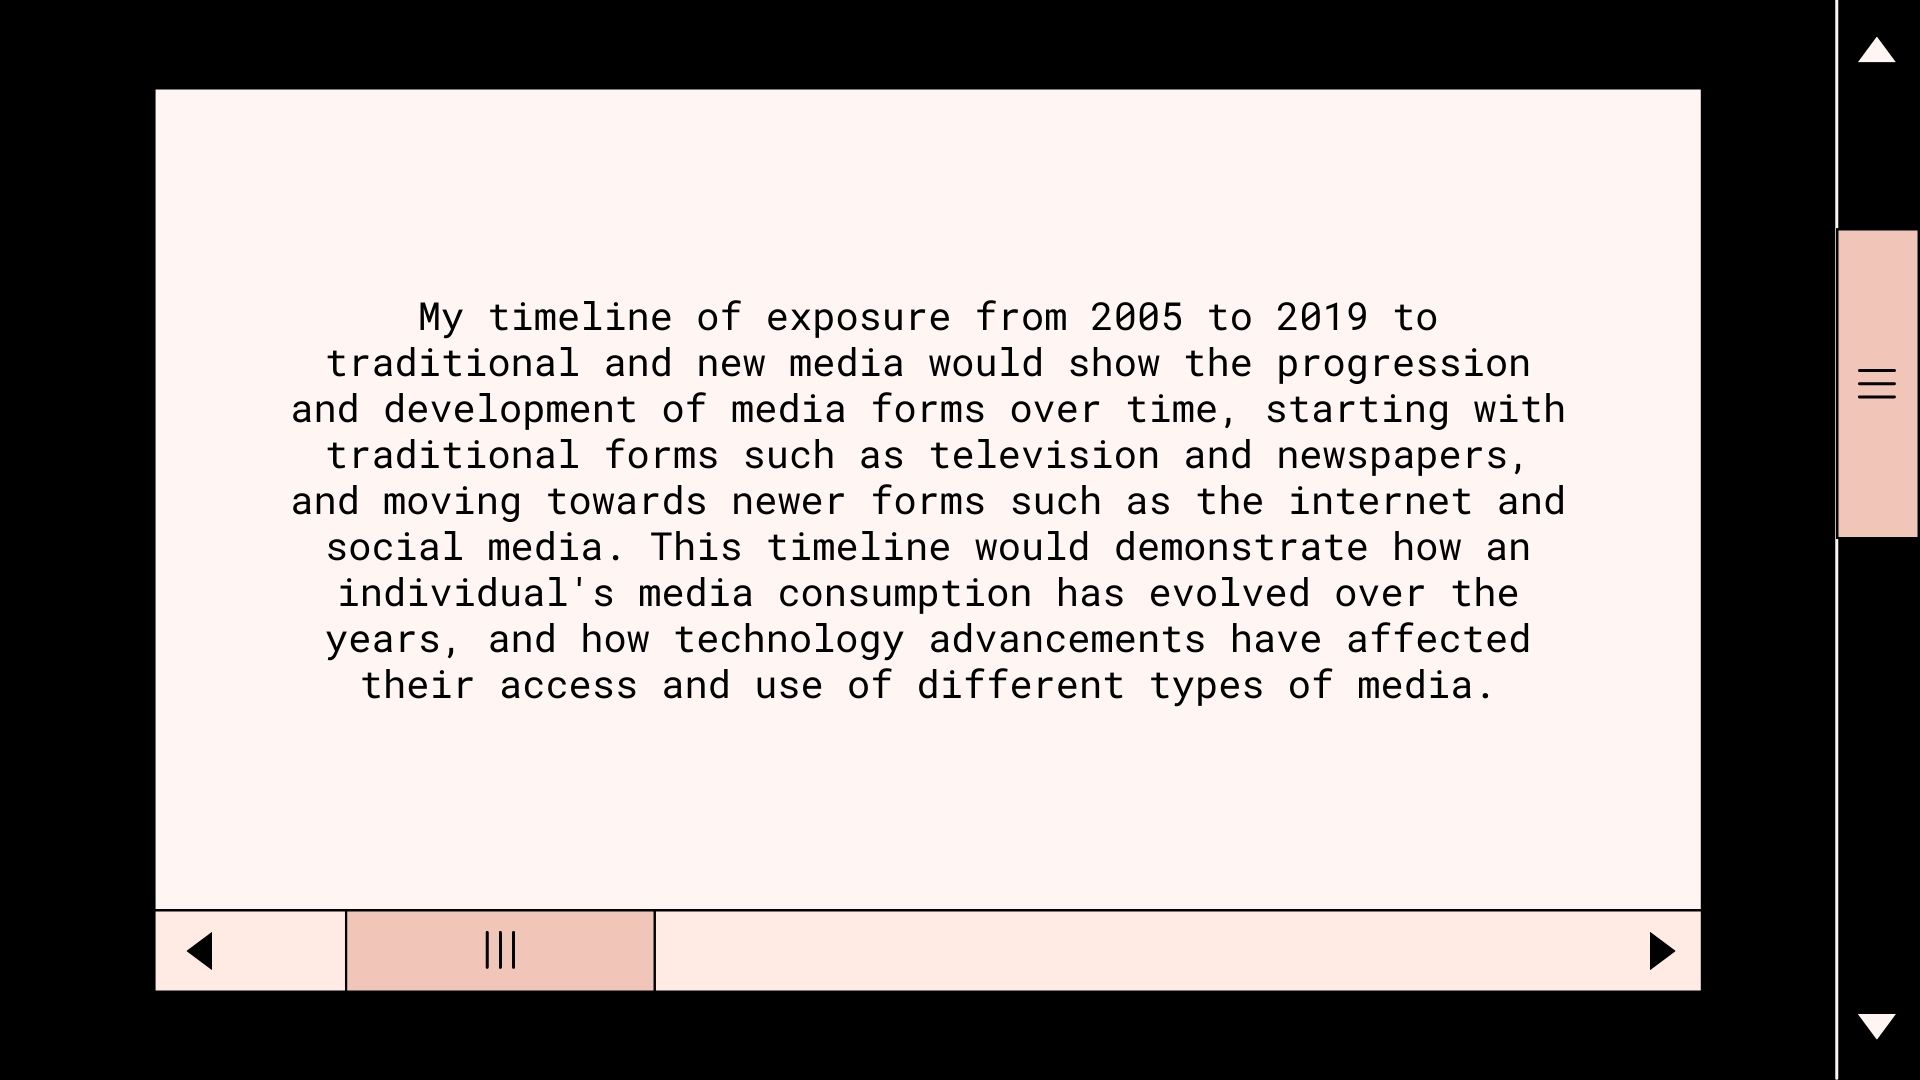 My timeline of exposure from 2005 to 2019 to
traditional and new media would show the progression
and development of media forms over time, starting with
traditional forms such as television and newspapers,
and moving towards newer forms such as the internet and
social media. This timeline would demonstrate how an
individual's media consumption has evolved over the
years, and how technology advancements have affected
their access and use of different types of media.